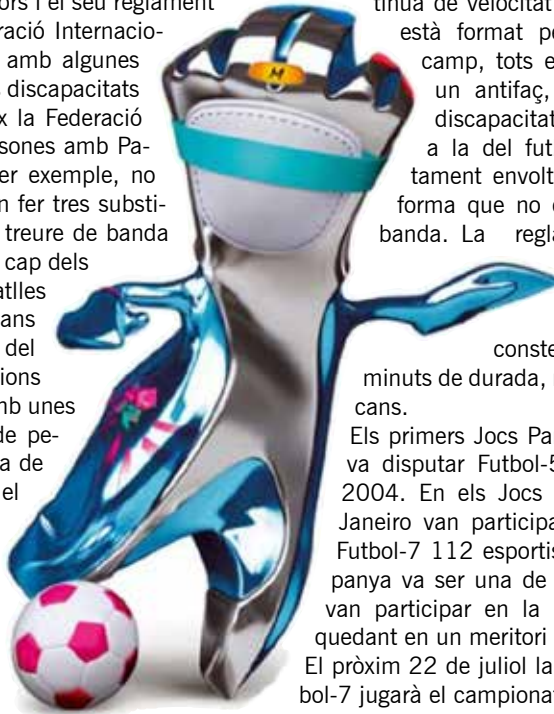 ors i el seu reglament
ració Internacio-
amb algunes
discapacitats
x la Federació
sones amb Pa-
er exemple, no
n fer tres substi-
treure de banda
cap dels
atlles
ans
del
ions
mb unes
de pe-
a de
el
tinua de velocitat
està format pe
camp, tots e
un antifaç,
discapacitat
a la del fut
tament envolt
forma que no
banda. La regl
conste
minuts de durada,
cans.
Els primers Jocs Pa
va disputar Futbol-5
2004. En els Jocs
Janeiro van participa
Futbol-7 112 esportis
panya va ser una de
van participar en la
quedant en un meritori
El pròxim 22 de juliol la
bol-7 jugarà el campiona